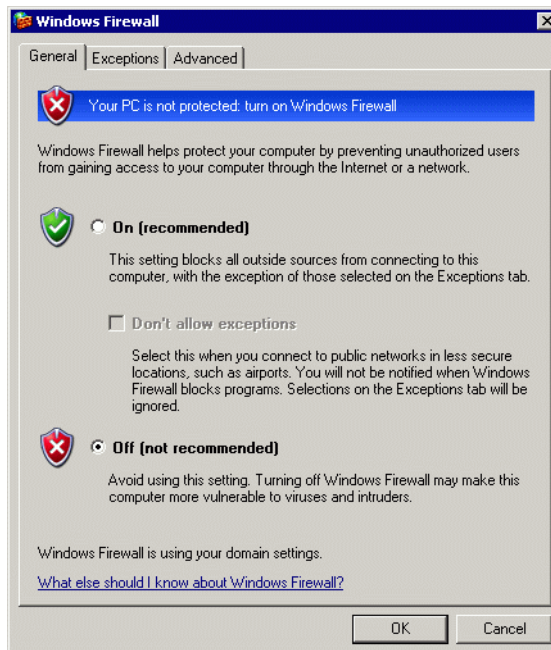 Windows Firewall
General Exceptions Advanced
Your PC is not protected: turn on Windows Firewall
Windows Firewall helps protect your computer by preventing unauthorized users
from gaining access to your computer through the Internet or a network.
On (recommended)
This setting blocks all outside sources from connecting to this
computer, with the exception of those selected on the Exceptions tab.
Don't allow exceptions
Select this when you connect to public networks in less secure
locations, such as airports. You will not be notified when Windows
Firewall blocks programs. Selections on the Exceptions tab will be
ignored.
Off (not recommended)
Avoid using this setting. Turning off Windows Firewall may make this
computer more vulnerable to viruses and intruders.
Windows Firewall is using your domain settings.
What else should I know about Windows Firewall?
OK Cancel